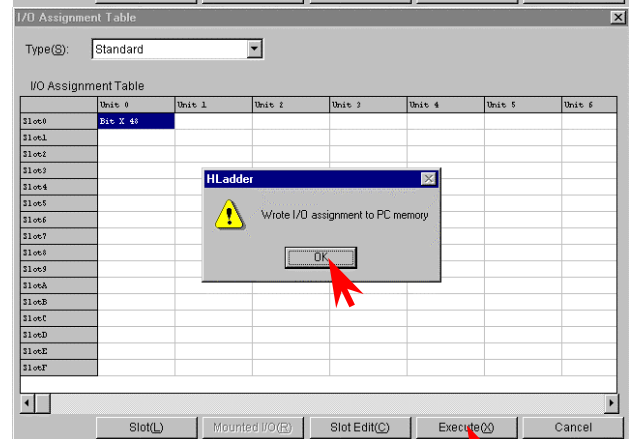 I/O Assignment Table
Type(S): Standard
I/O Assignment Table
Unit 0 Unit 1 Unit 2 Unit 3 Unit 4 Unit 5 Unit 6
Slot0 Bit X 48
Slot1
Slot2
Slot3
Slot4
Slot5
Slot6
Slot7
Slot8
Slot9
SlotA
SlotB
SlotC
SlotD
SlotE
SlotF
HLadder
Wrote I/O assignment to PC memory
OK
Slot(L) Mounted I/O(R) Slot Edit(C) Execute(X) Cancel